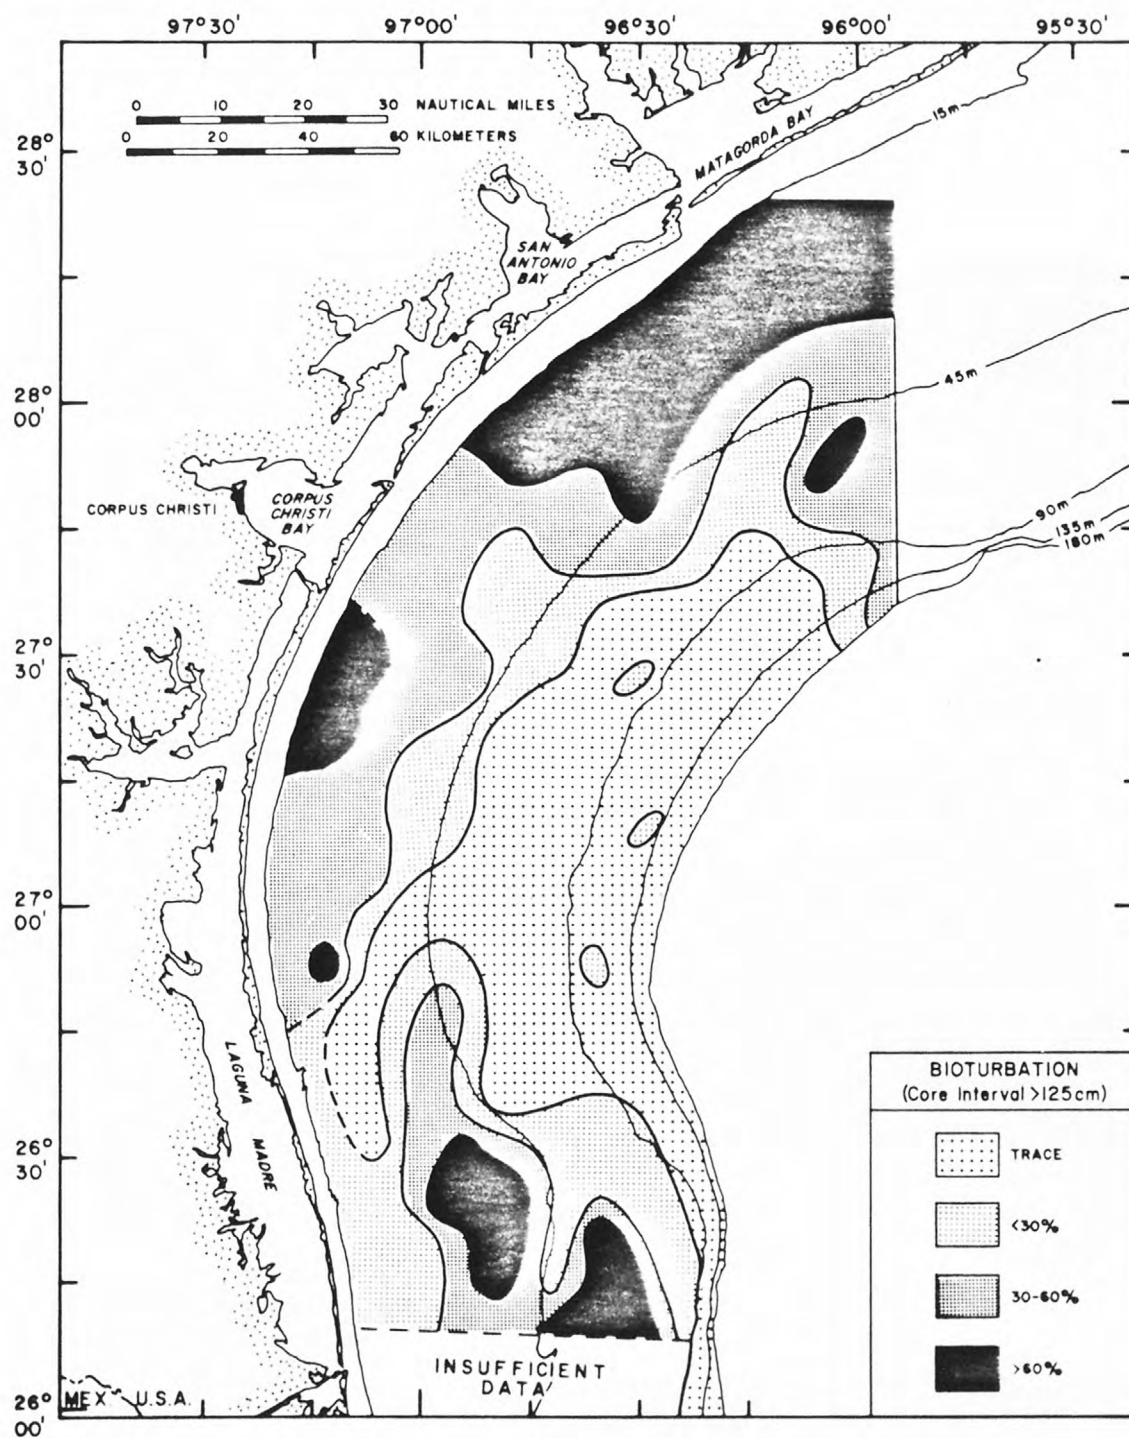 97°30' 97°00' 96°30' 96°00' 95°30'
0 10 20 30 NAUTICAL MILES
0 20 40 60 KILOMETERS
28°
30'
MATAGORDA BAY
15m
SAN
ANTONIO
BAY
45m
28°
00'
CORPUS CHRISTI
CORPUS
CHRISTI
BAY
90m
135m
180m
27°
30'
27°
00'
LAGUNA MADRE
26°
30'
BIOTURBATION
(Core Interval >125cm)
TRACE
<30%
30-60%
>60%
INSUFFICIENT
DATA
MEX. U.S.A.
26°
00'